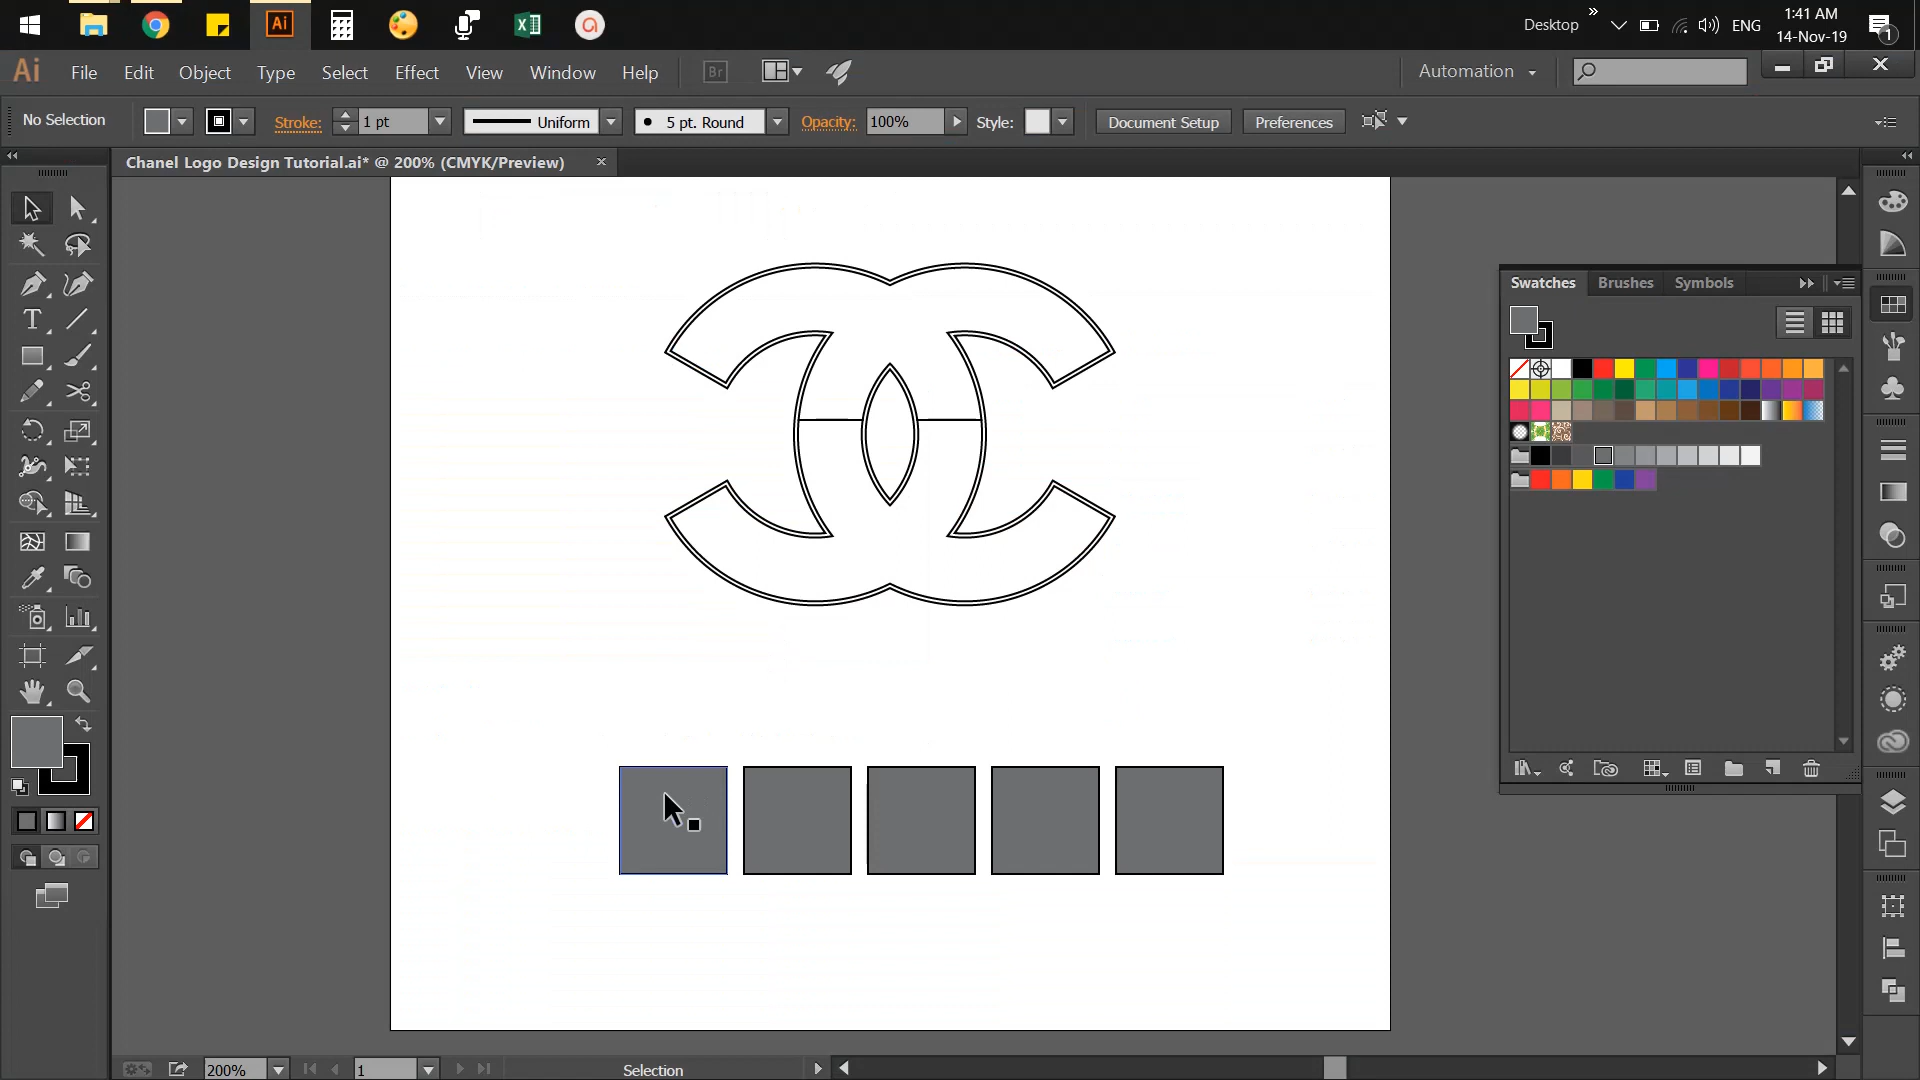 Desktop » ENG 1:41 AM
14-Nov-19 1
Ai
Ai File Edit Object Type Select Effect View Window Help Br Automation
No Selection Stroke: 1 pt Uniform 5 pt. Round Opacity: 100% Style: Document Setup Preferences
Chanel Logo Design Tutorial.ai* @ 200% (CMYK/Preview) ×
Swatches Brushes Symbols
T
200% 1 Selection